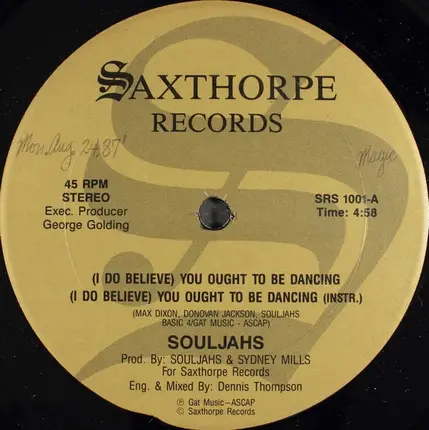 SAXTHORPE
RECORDS
Mon. Aug. 24, 87'
Magic
45 RPM
STEREO
Exec. Producer
George Golding
SRS 1001-A
Time: 4:58
(I DO BELIEVE) YOU OUGHT TO BE DANCING
(I DO BELIEVE) YOU OUGHT TO BE DANCING (INSTR.)
(MAX DIXON, DONOVAN JACKSON, SOULJAHS
BASIC 4/GAT MUSIC - ASCAP)
SOULJAHS
Prod. By: SOULJAHS & SYDNEY MILLS
For Saxthorpe Records
Eng. & Mixed By: Dennis Thompson
℗ Gat Music—ASCAP
© Saxthorpe Records